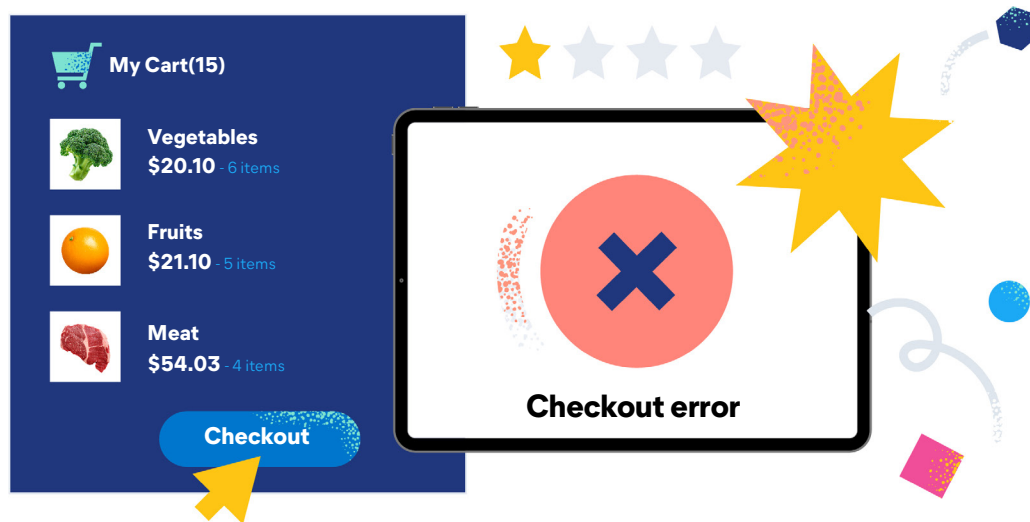 My Cart(15)
Vegetables
$20.10 - 6 items
Fruits
$21.10 - 5 items
Meat
$54.03 - 4 items
Checkout
Checkout error